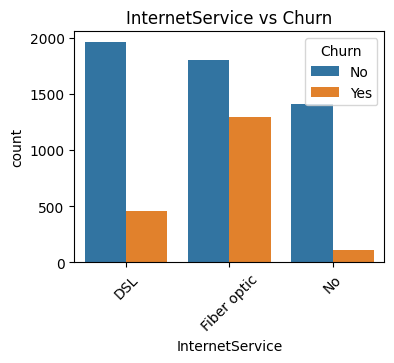 InternetService vs Churn
2000
1500
1000
500
0
count
Churn
No
Yes
DSL
Fiber optic
No
InternetService